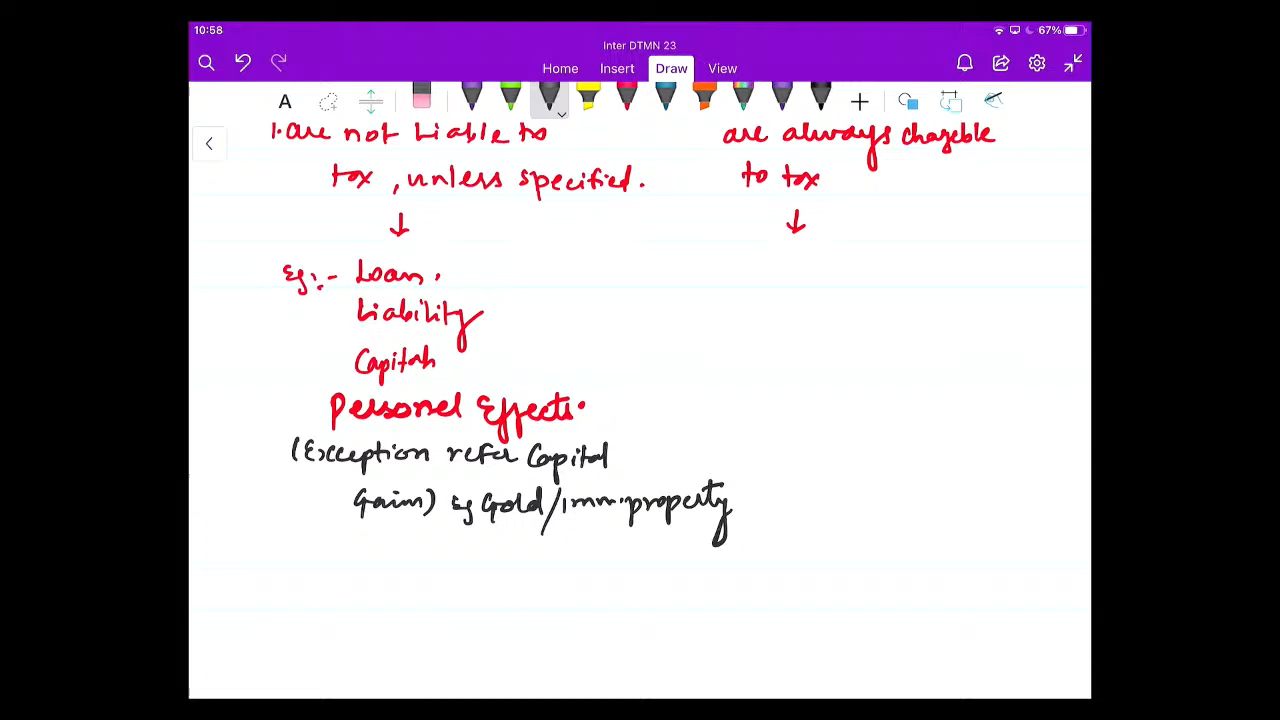 10:58
67%
Inter DTMN 23
Home Insert Draw View
A
1. are not Liable to
tax, unless specified.
are always chargeble
to tax
Eg:- Loan.
Liability
Capital
Personal Effects.
(Exception refer Capital
Gain) eg Gold/imm. property